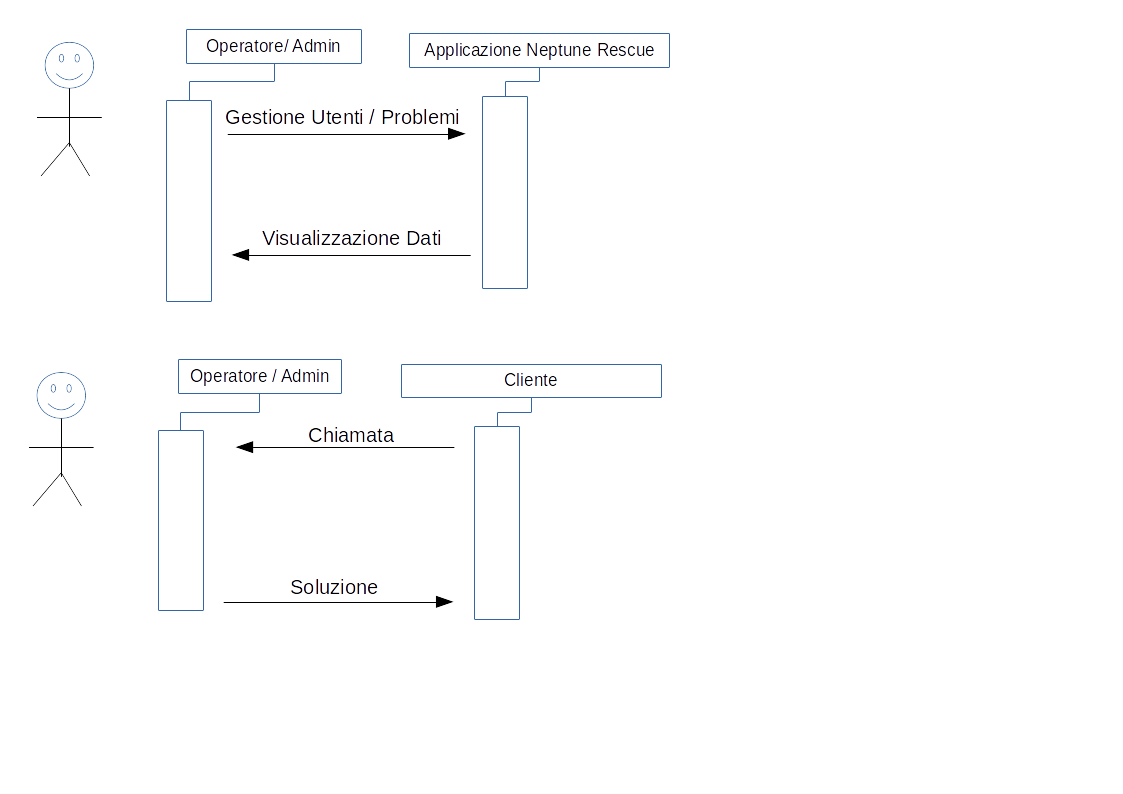 Operatore/ Admin
Applicazione Neptune Rescue
Gestione Utenti / Problemi
Visualizzazione Dati
Operatore / Admin
Cliente
Chiamata
Soluzione